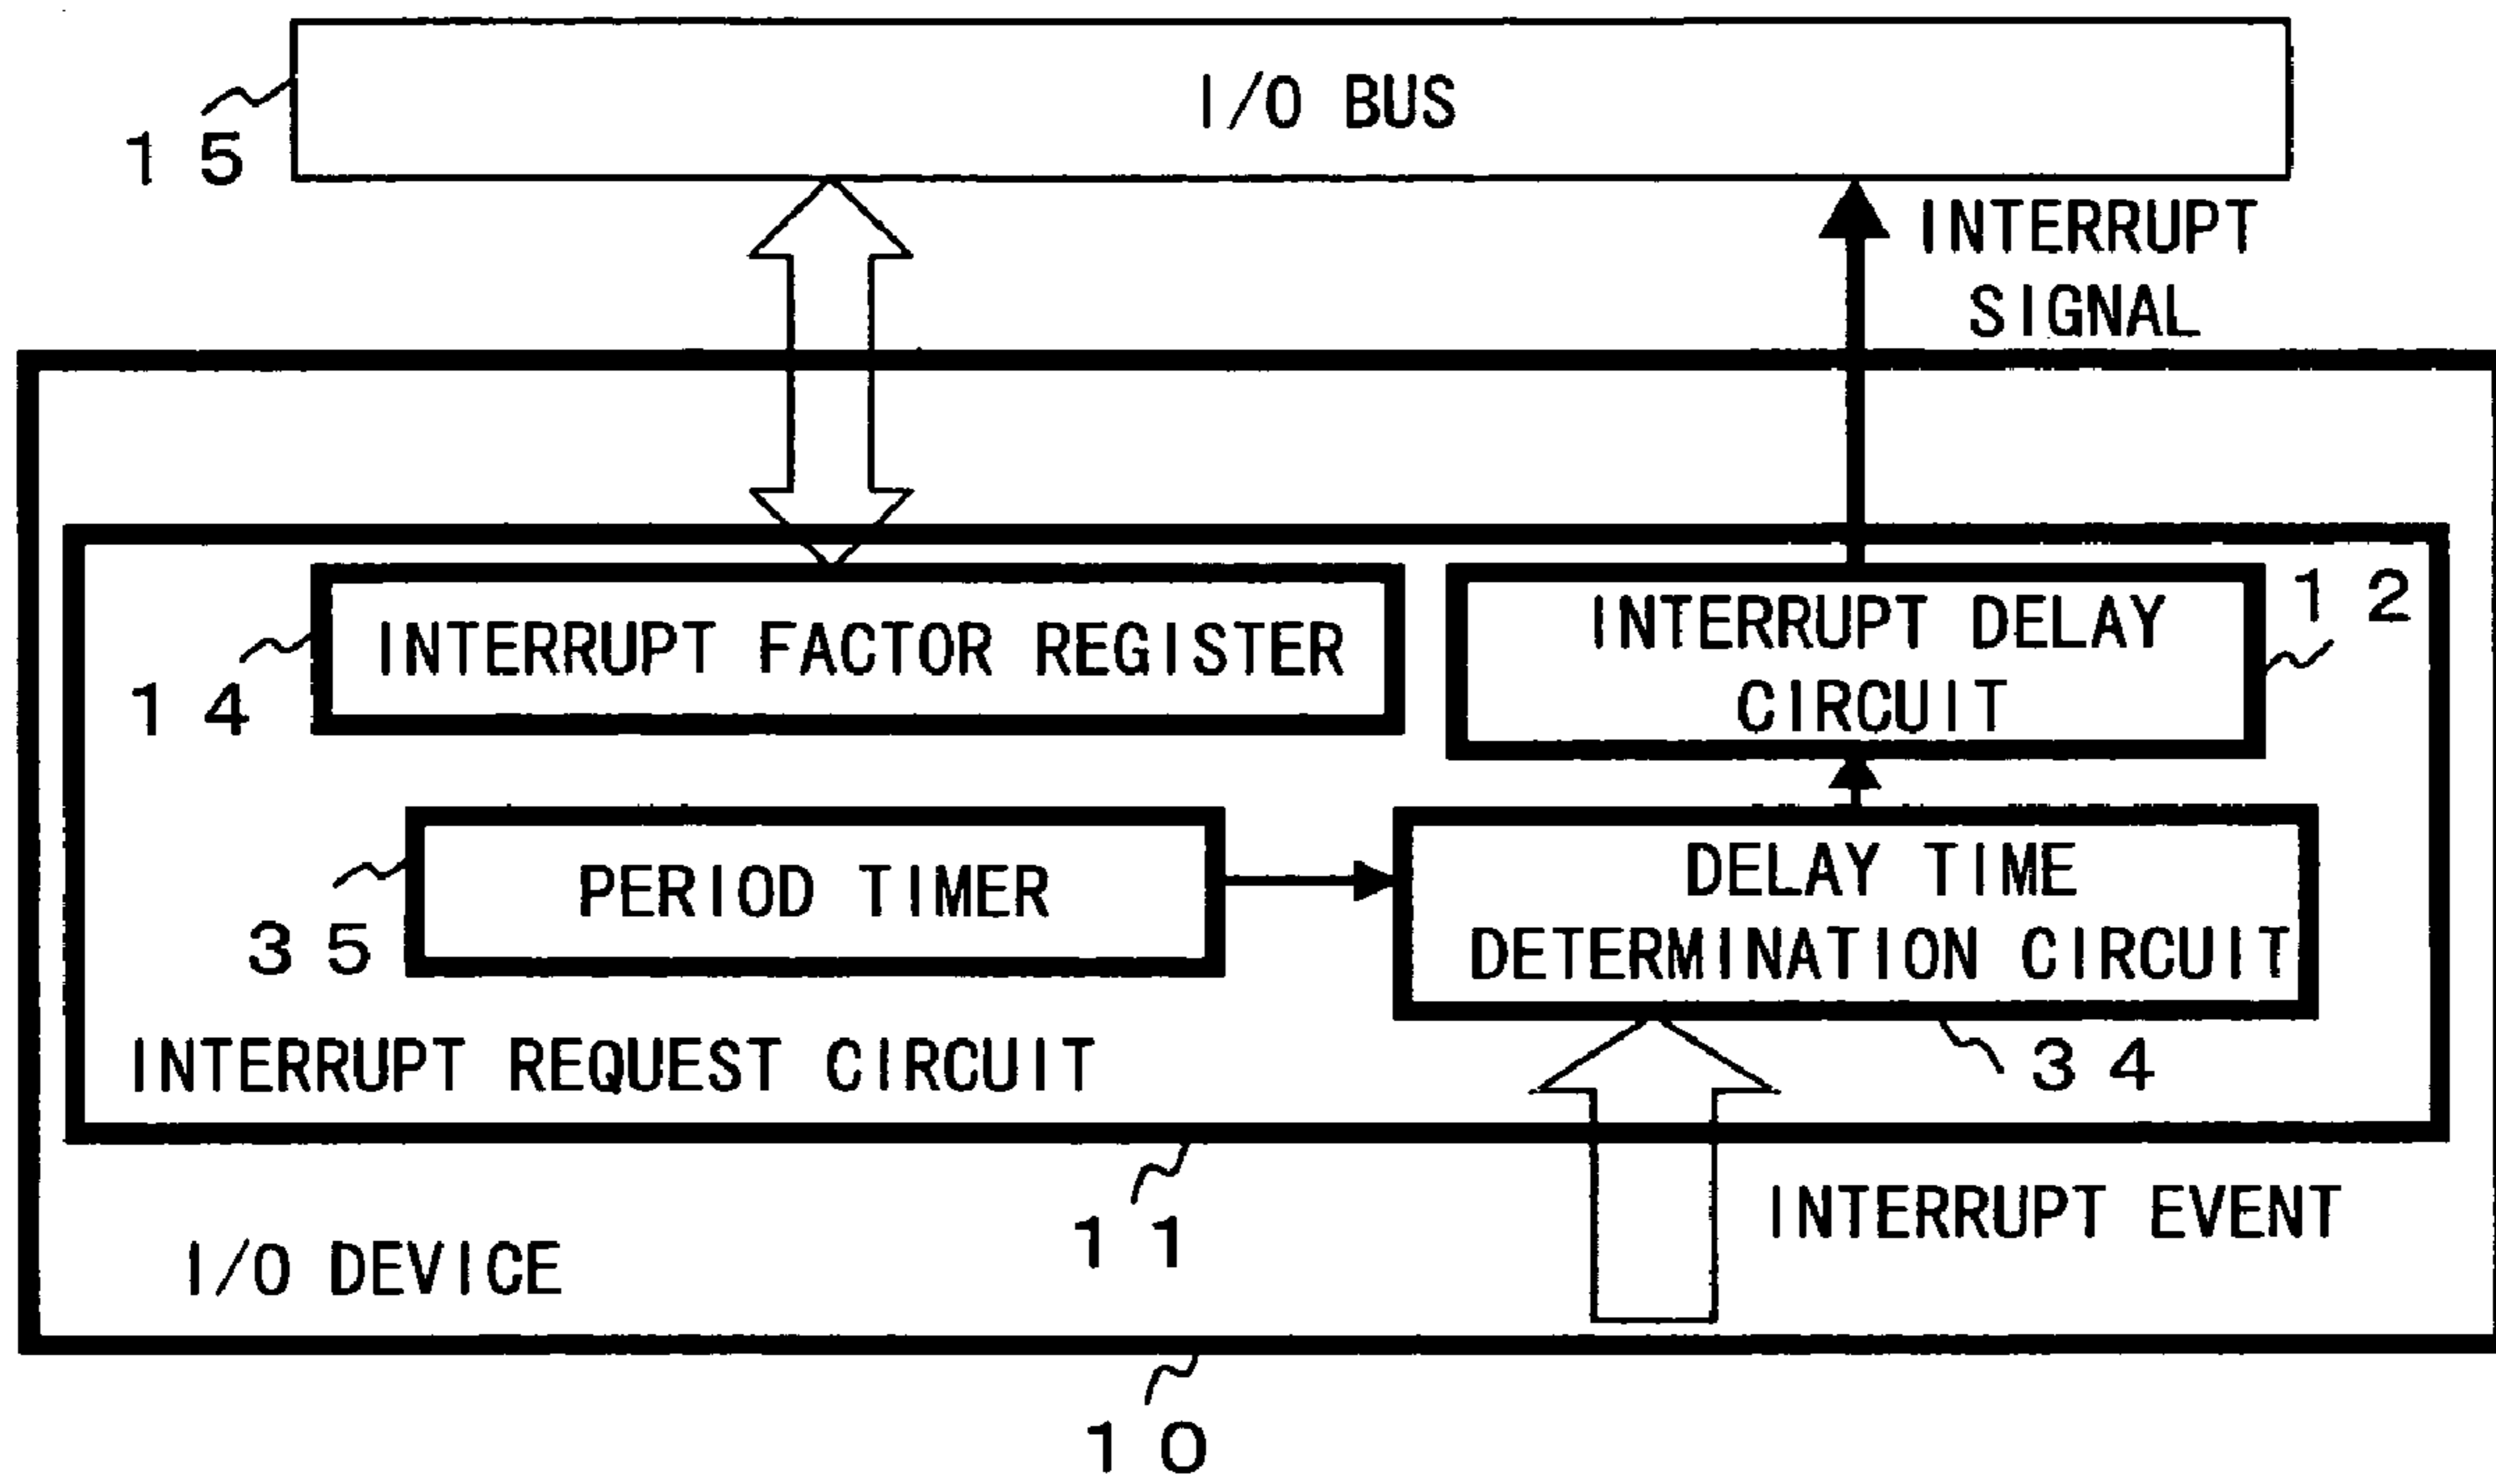 I/O BUS
15
INTERRUPT
SIGNAL
INTERRUPT FACTOR REGISTER
14
INTERRUPT DELAY
CIRCUIT
12
PERIOD TIMER
35
DELAY TIME
DETERMINATION CIRCUIT
34
INTERRUPT REQUEST CIRCUIT
11
INTERRUPT EVENT
I/O DEVICE
10